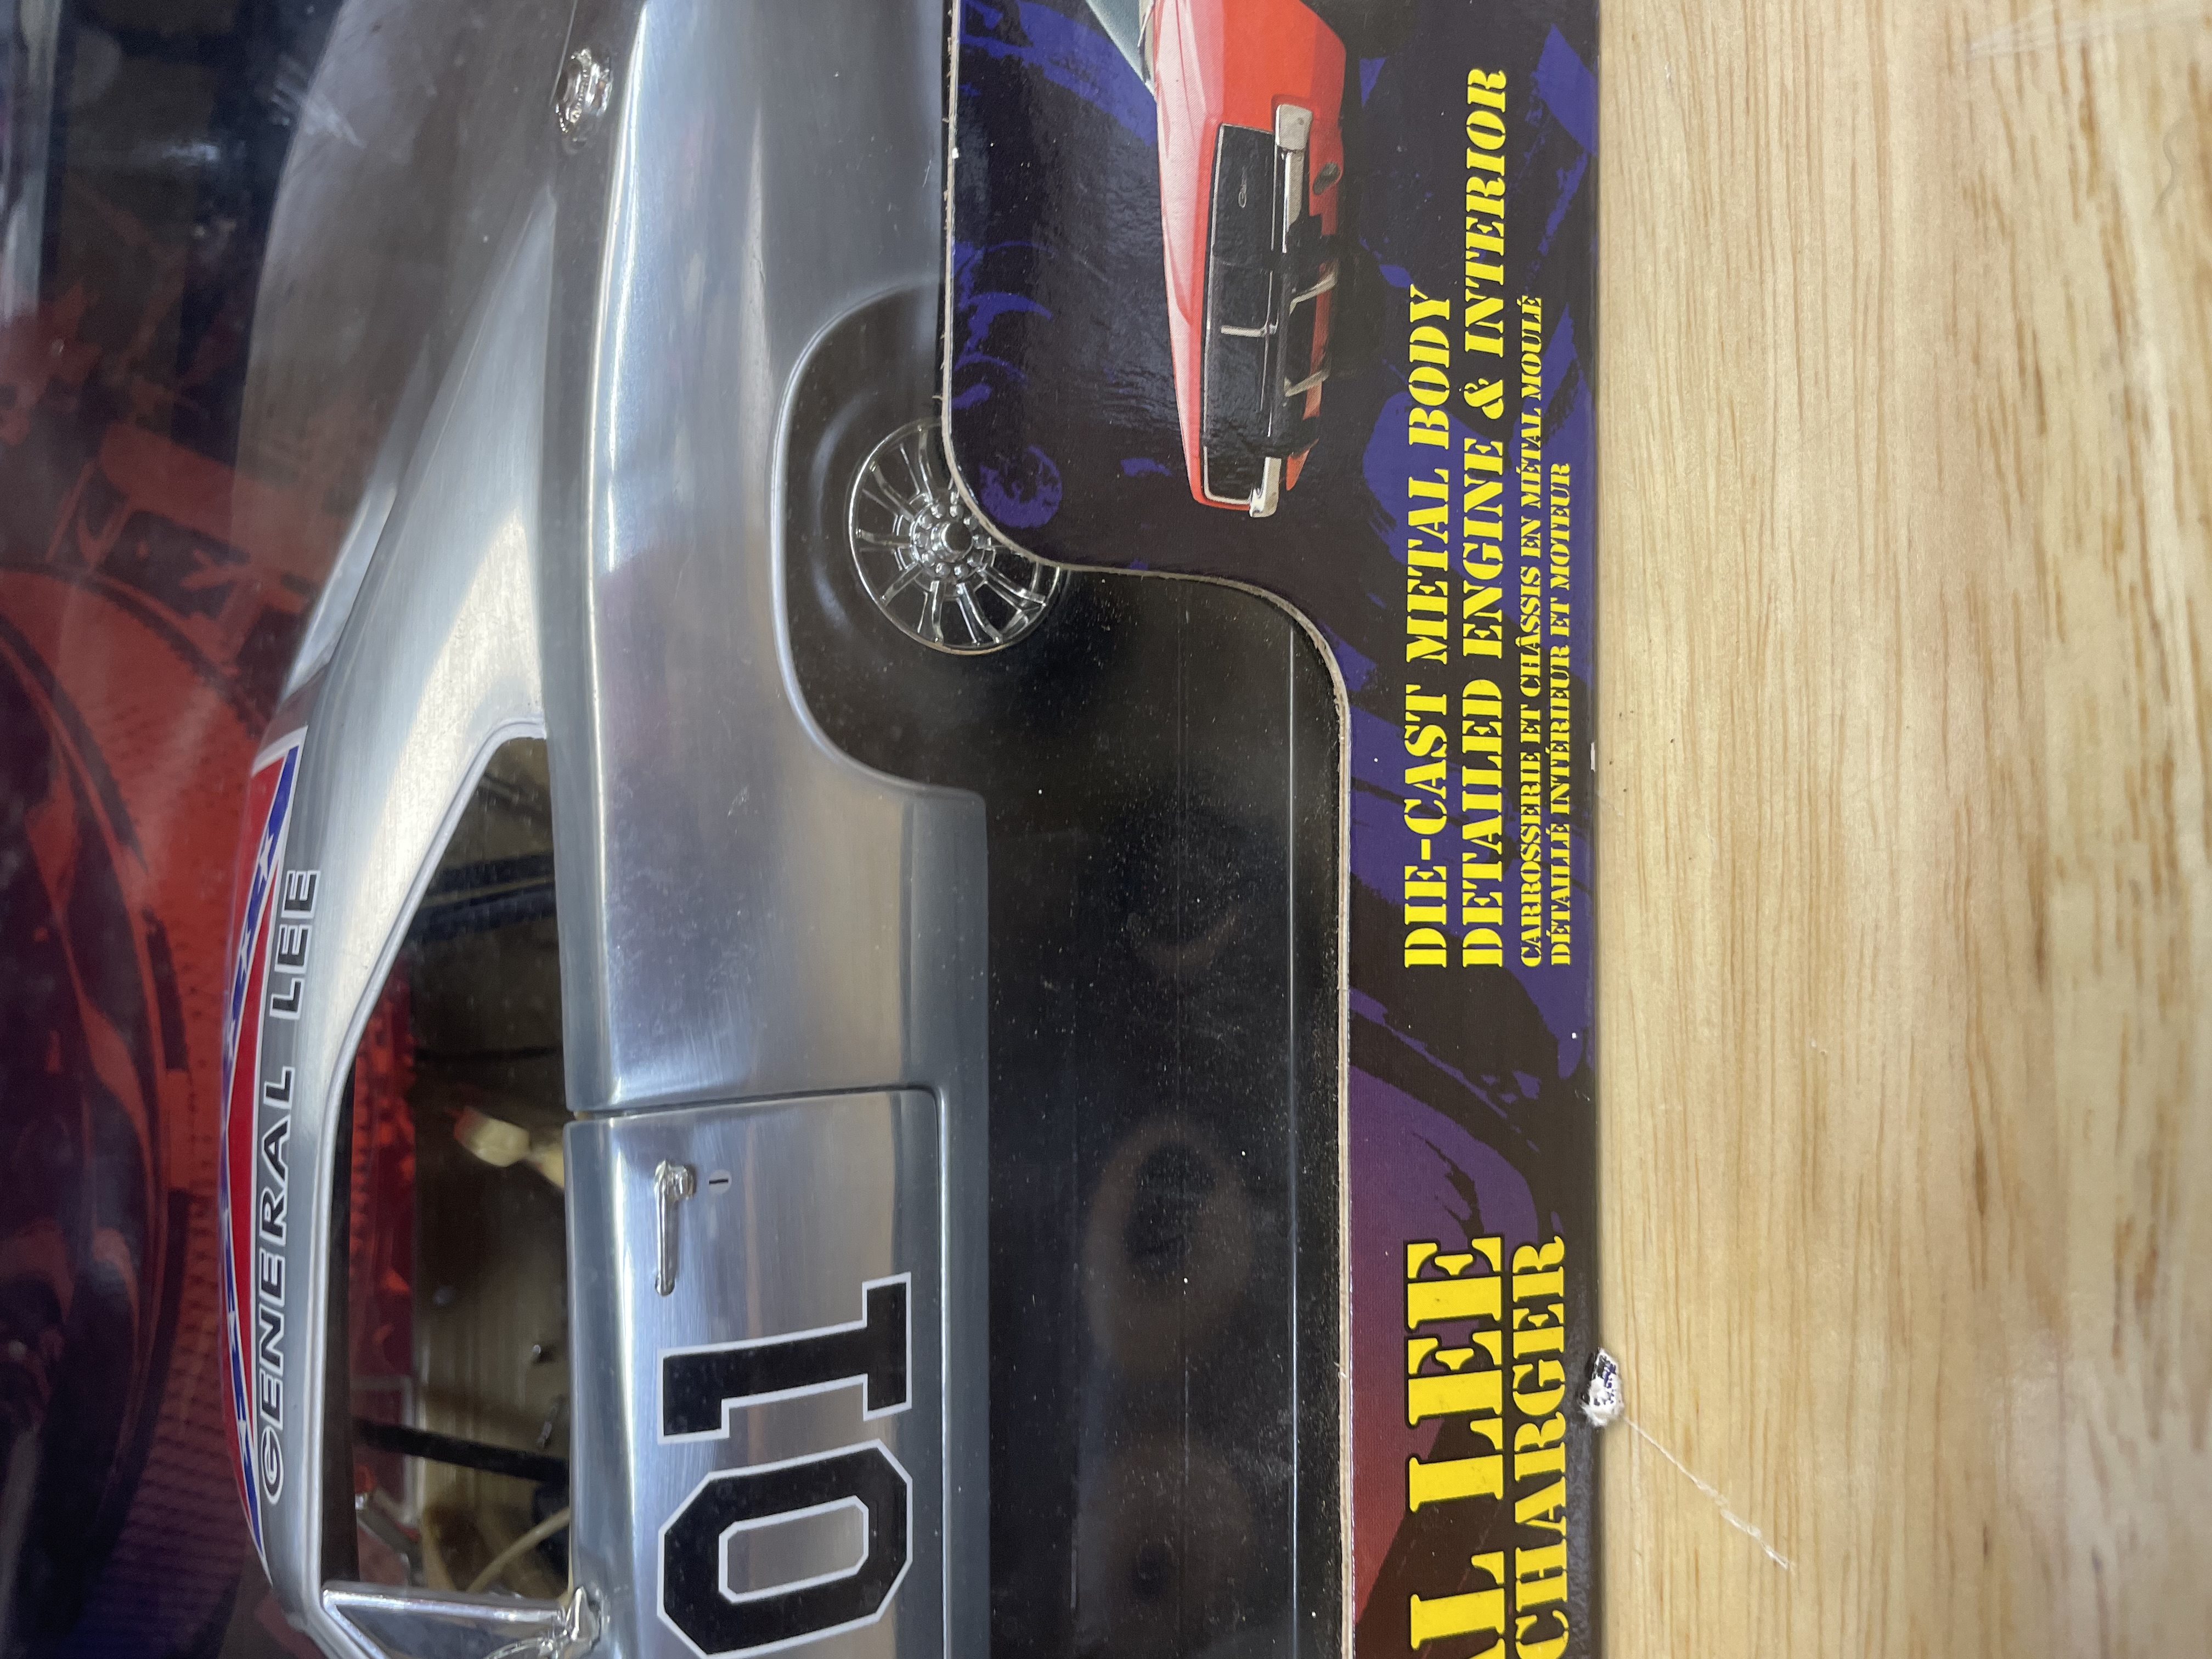 GENERAL LEE
01
AL LEE
CHARGER
DIE-CAST METAL BODY
DETAILED ENGINE & INTERIOR
CARROSSERIE ET CHÂSSIS EN MÉTAL MOULÉ
DÉTAILLÉ INTÉRIEUR ET MOTEUR